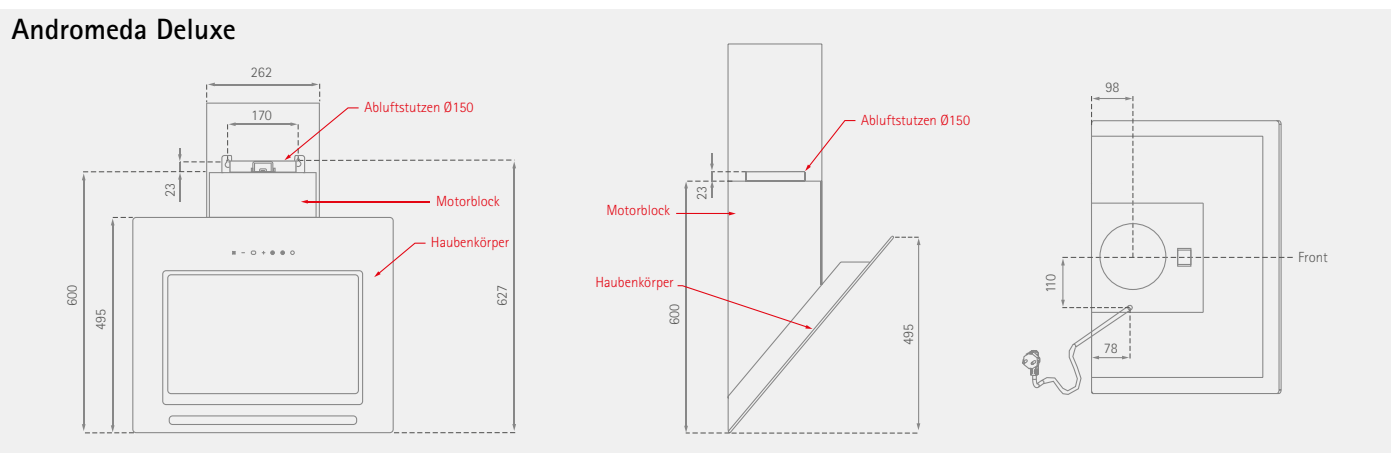 Andromeda Deluxe
262
170
Abluftstutzen Ø150
23
Motorblock
Haubenkörper
600
495
627
Abluftstutzen Ø150
23
Motorblock
Haubenkörper
600
495
98
Front
110
78